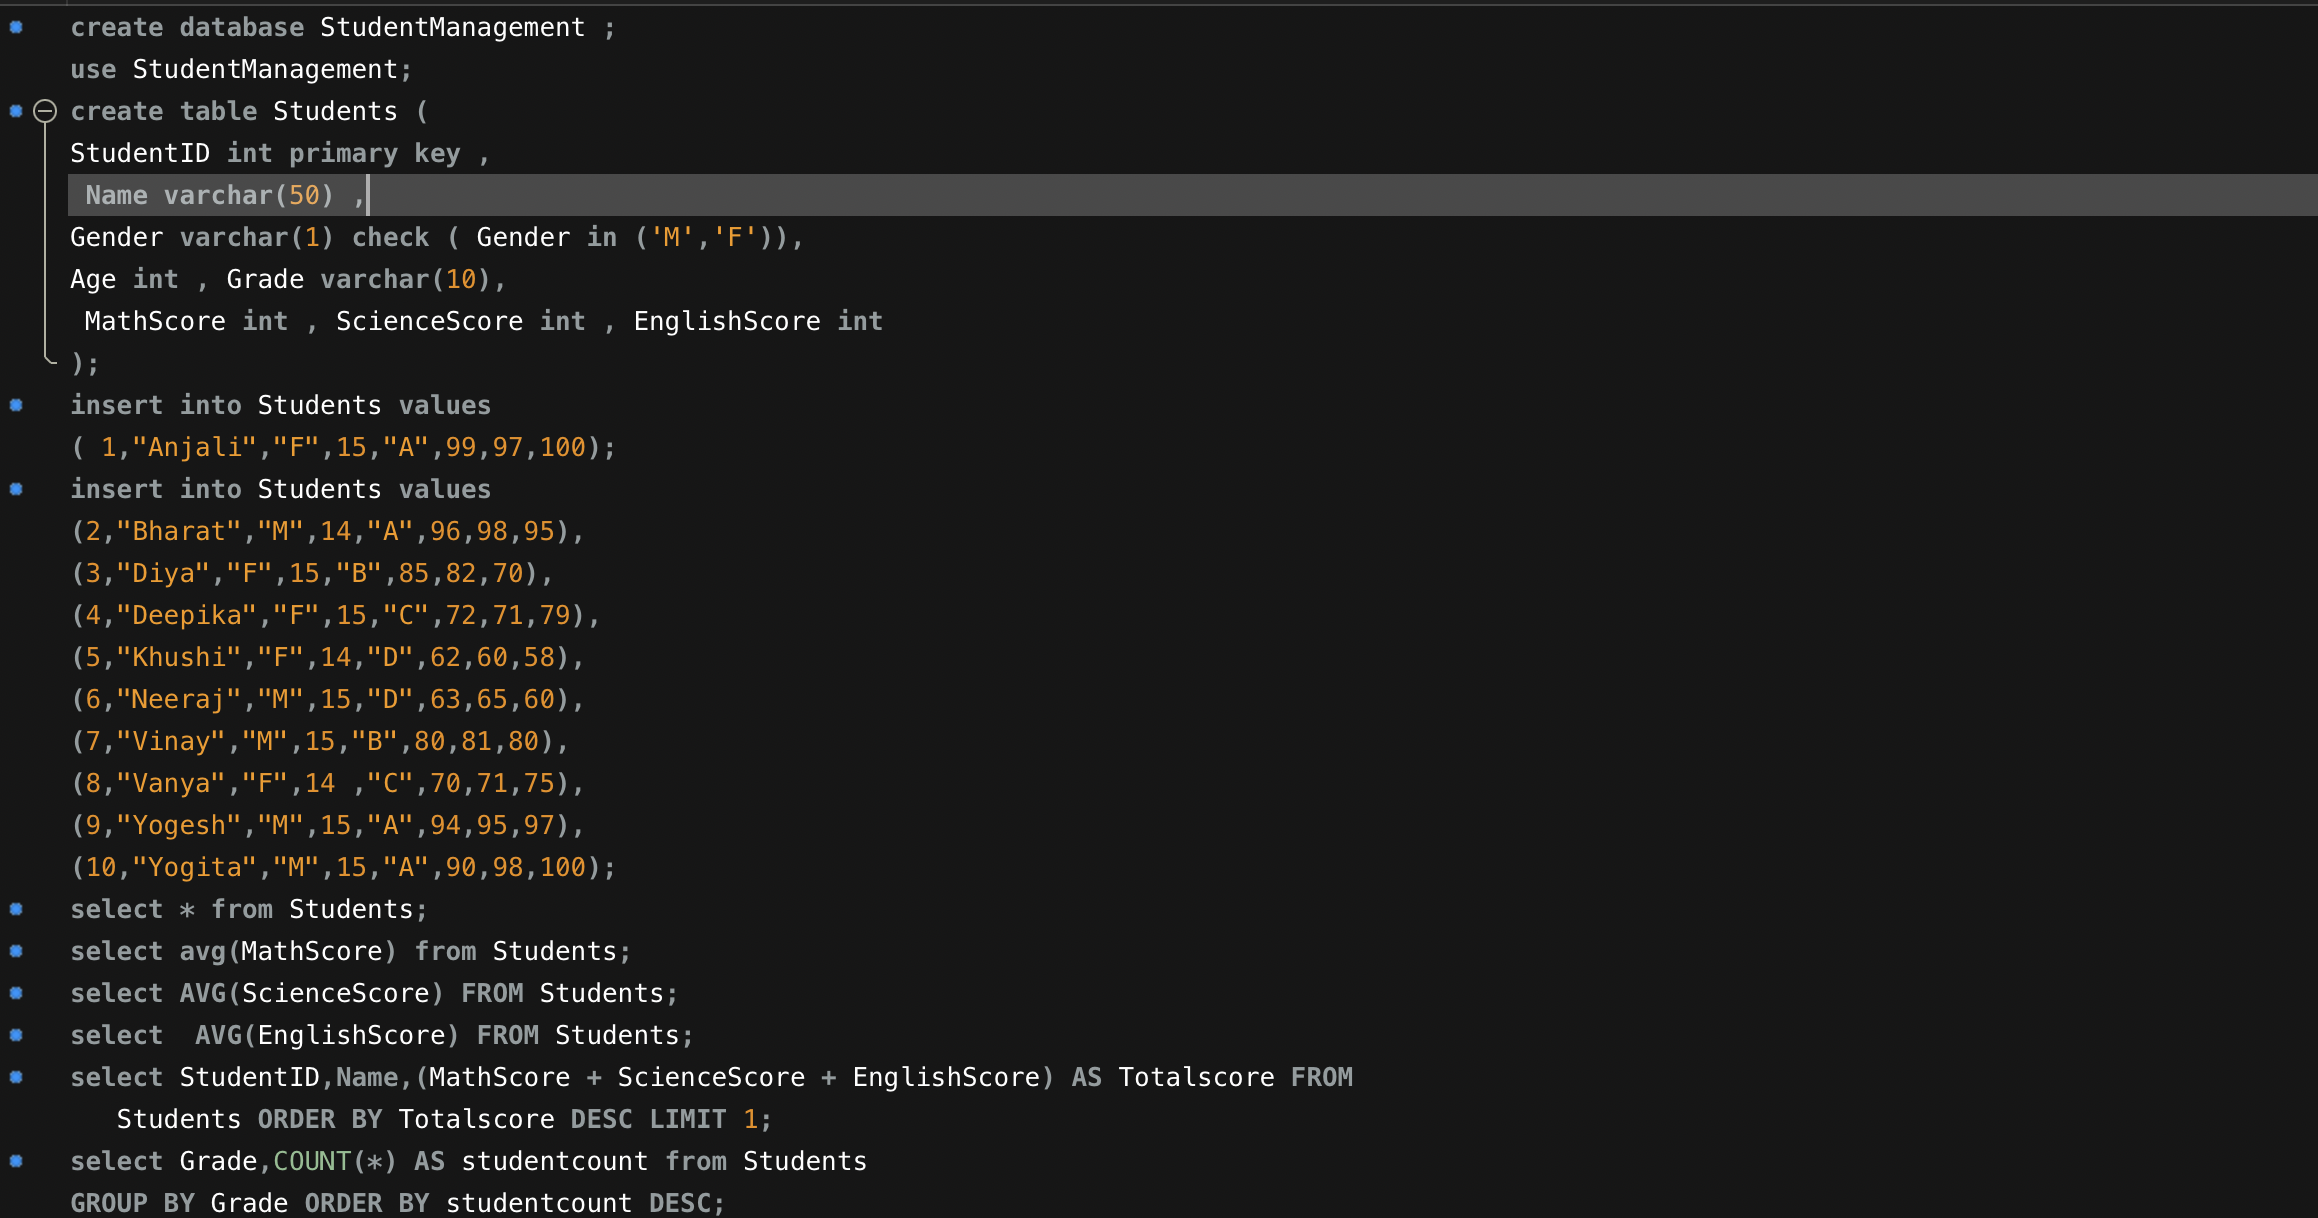 create database StudentManagement ;
use StudentManagement;
create table Students (
StudentID int primary key ,
 Name varchar(50) ,
Gender varchar(1) check ( Gender in ('M','F')),
Age int , Grade varchar(10),
 MathScore int , ScienceScore int , EnglishScore int
);
insert into Students values
( 1,"Anjali","F",15,"A",99,97,100);
insert into Students values
(2,"Bharat","M",14,"A",96,98,95),
(3,"Diya","F",15,"B",85,82,70),
(4,"Deepika","F",15,"C",72,71,79),
(5,"Khushi","F",14,"D",62,60,58),
(6,"Neeraj","M",15,"D",63,65,60),
(7,"Vinay","M",15,"B",80,81,80),
(8,"Vanya","F",14 ,"C",70,71,75),
(9,"Yogesh","M",15,"A",94,95,97),
(10,"Yogita","M",15,"A",90,98,100);
select * from Students;
select avg(MathScore) from Students;
select AVG(ScienceScore) FROM Students;
select  AVG(EnglishScore) FROM Students;
select StudentID,Name,(MathScore + ScienceScore + EnglishScore) AS Totalscore FROM
   Students ORDER BY Totalscore DESC LIMIT 1;
select Grade,COUNT(*) AS studentcount from Students
GROUP BY Grade ORDER BY studentcount DESC;